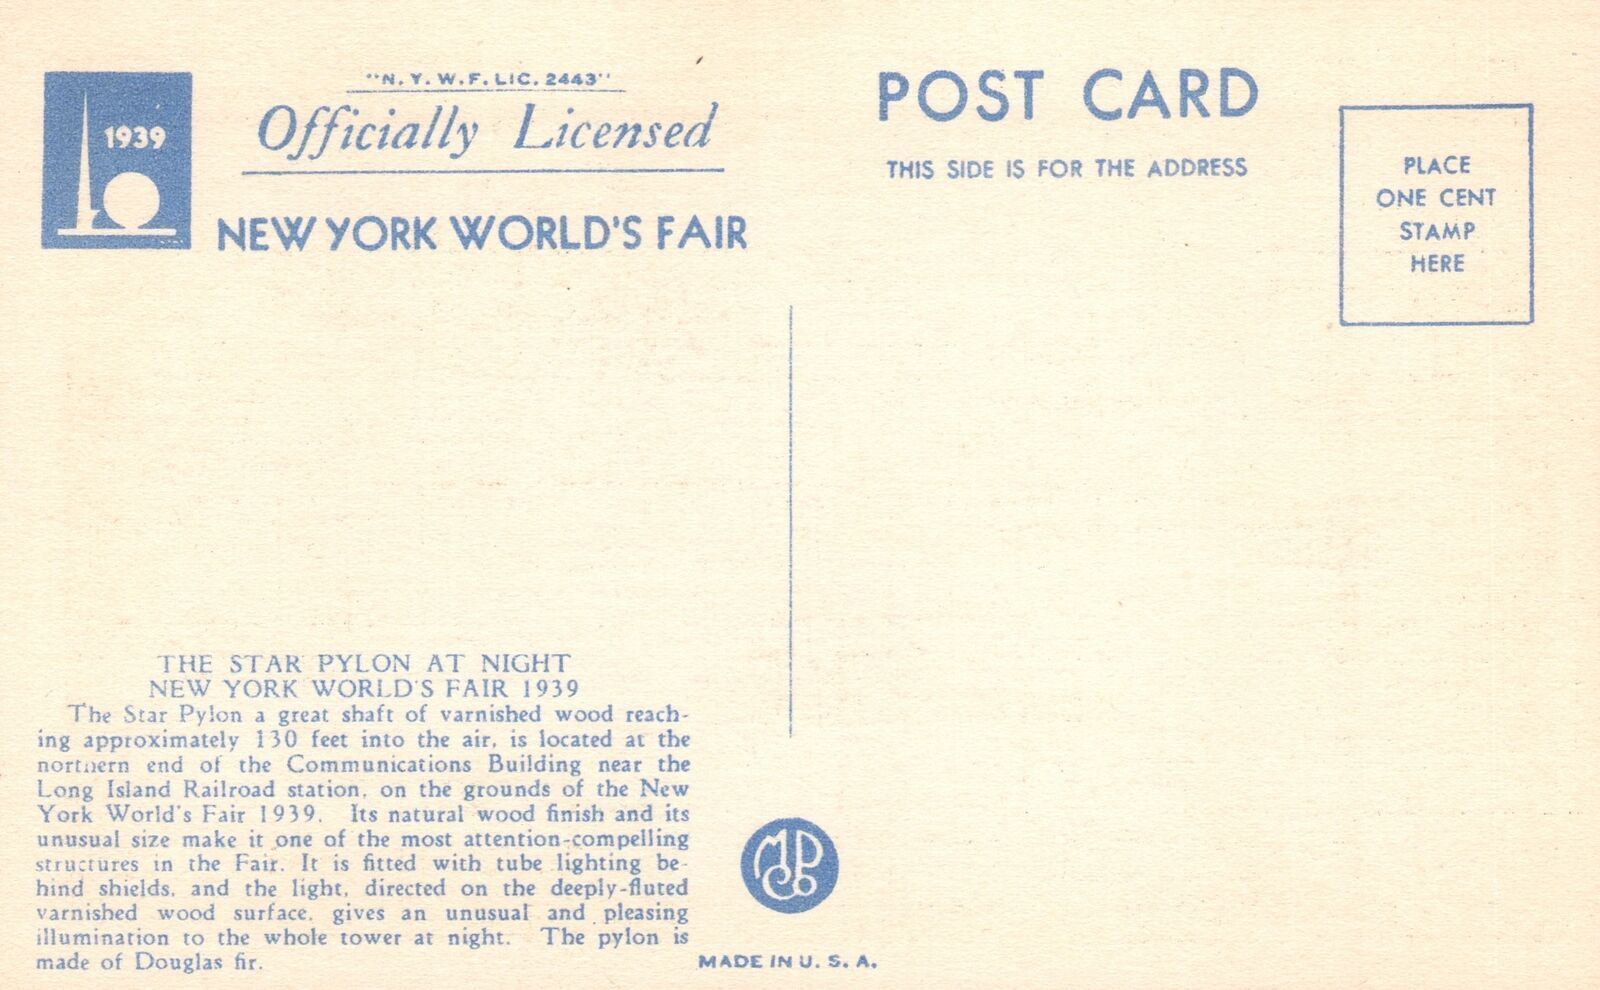 "N. Y. W. F. LIC. 2443"
Officially Licensed
1939
NEW YORK WORLD'S FAIR
POST CARD
THIS SIDE IS FOR THE ADDRESS
PLACE
ONE CENT
STAMP
HERE
THE STAR PYLON AT NIGHT
NEW YORK WORLD'S FAIR 1939
The Star Pylon a great shaft of varnished wood reach-
ing approximately 130 feet into the air, is located at the
northern end of the Communications Building near the
Long Island Railroad station, on the grounds of the New
York World's Fair 1939. Its natural wood finish and its
unusual size make it one of the most attention-compelling
structures in the Fair. It is fitted with tube lighting be-
hind shields, and the light, directed on the deeply-fluted
varnished wood surface, gives an unusual and pleasing
illumination to the whole tower at night. The pylon is
made of Douglas fir.
MADE IN U. S. A.